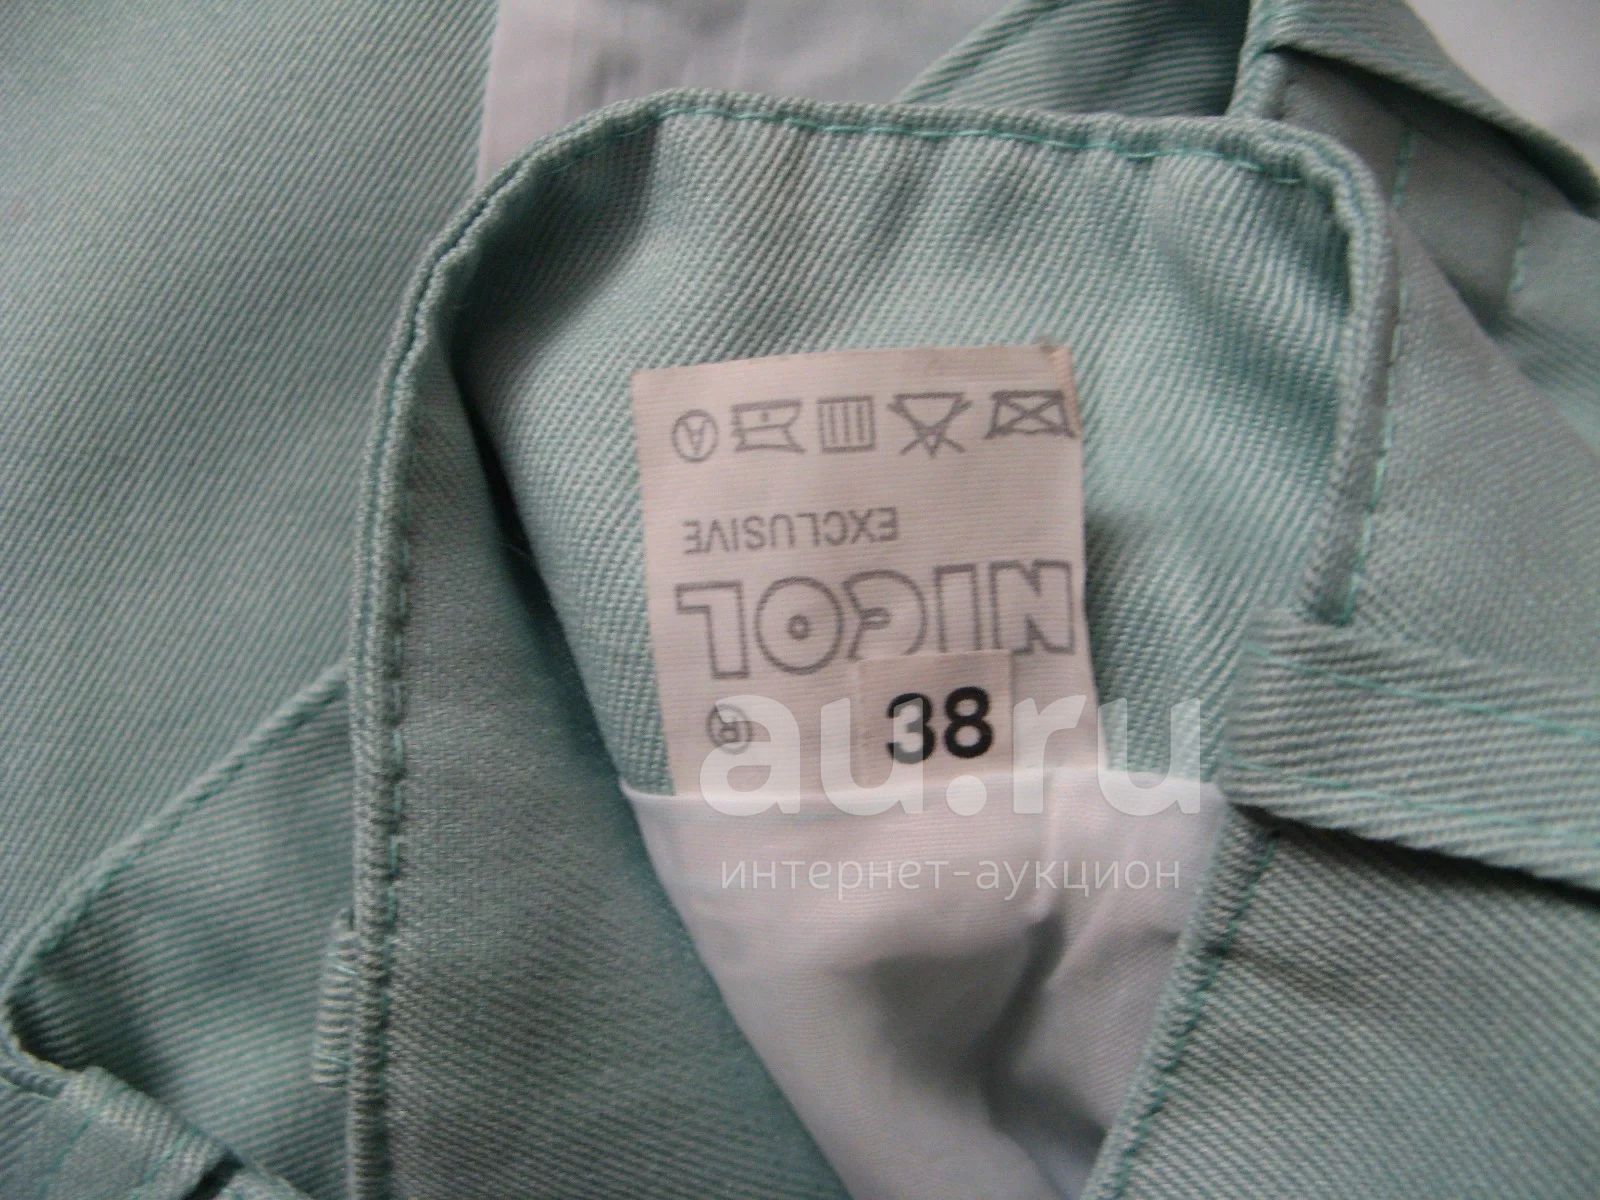 A
EXCLUSIVE
NICOL
®
38
au.ru
интернет-аукцион